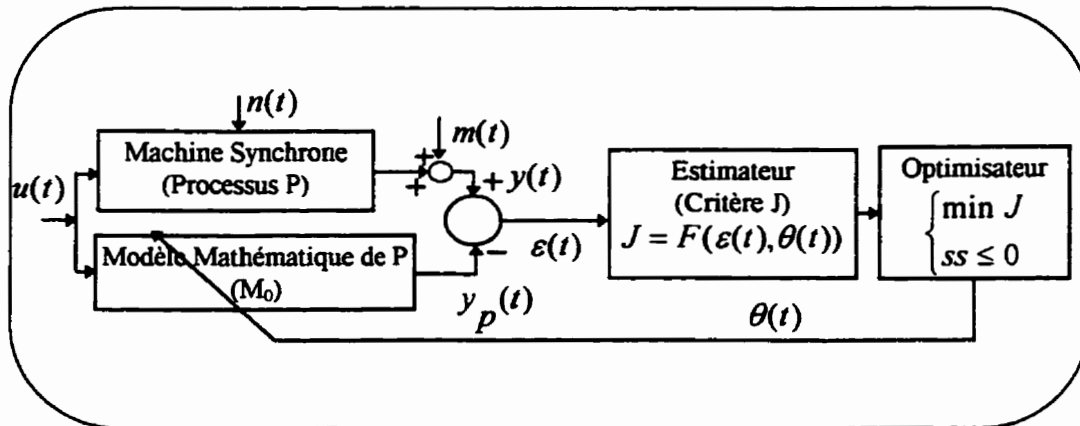 n(t)
m(t)
Machine Synchrone
(Processus P)
+
+
+ y(t)
u(t)
Estimateur
(Critère J)
J = F(ε(t),θ(t))
Optimisateur
{ min J
ss ≤ 0
ε(t)
−
Modèle Mathématique de P
(M₀)
y_p(t)
θ(t)